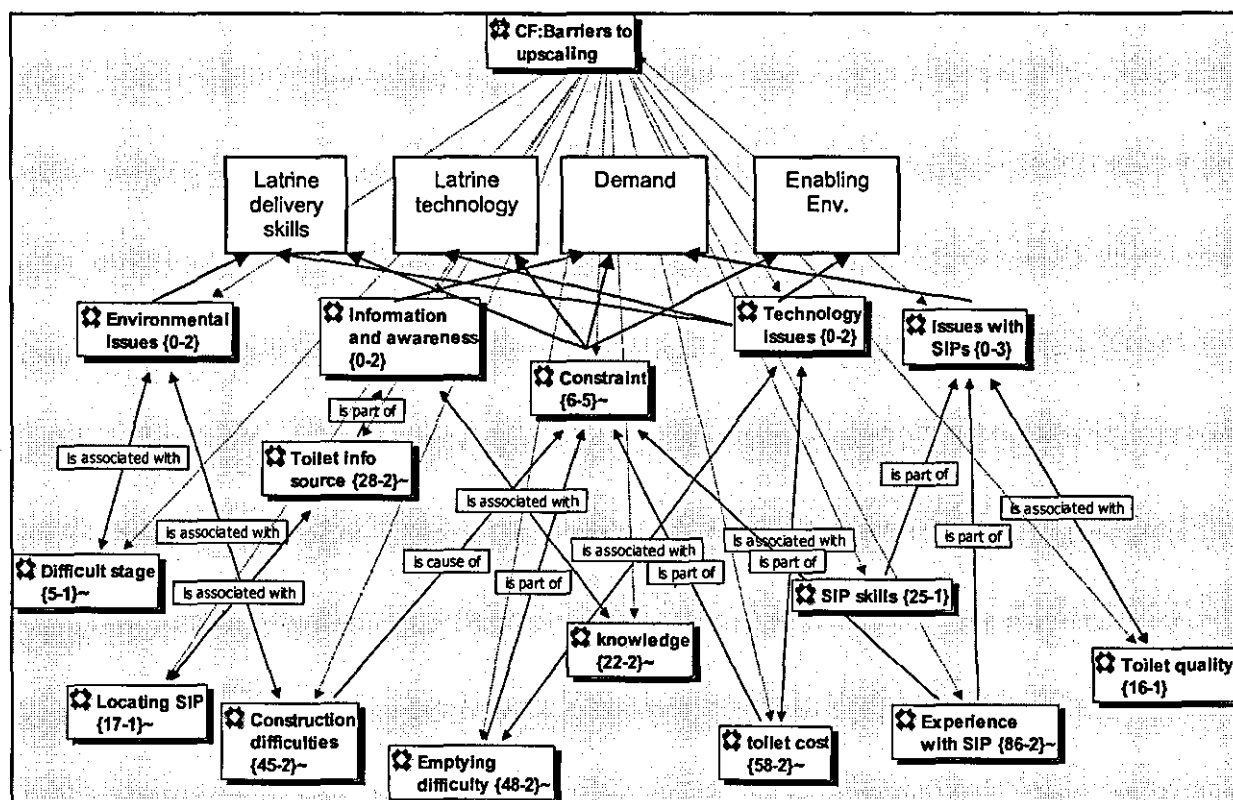 CF:Barriers to
upscaling
Latrine
delivery
skills
Latrine
technology
Demand
Enabling
Env.
Environmental
issues {0-2}
Information
and awareness
{0-2}
Technology
issues {0-2}
Issues with
SIPs {0-3}
Constraint
{6-5}~
is part of
Toilet info
source {28-2}~
is associated with
is part of
is associated with
is associated with
is associated with
is cause of
is associated with
is associated with
is part of
is part of
is part of
is part of
Difficult stage
{5-1}~
is associated with
SIP skills {25-1}
knowledge
{22-2}~
Toilet quality
{16-1}
Locating SIP
{17-1}~
Construction
difficulties
{45-2}~
Emptying
difficulty {48-2}~
toilet cost
{58-2}~
Experience
with SIP {86-2}~